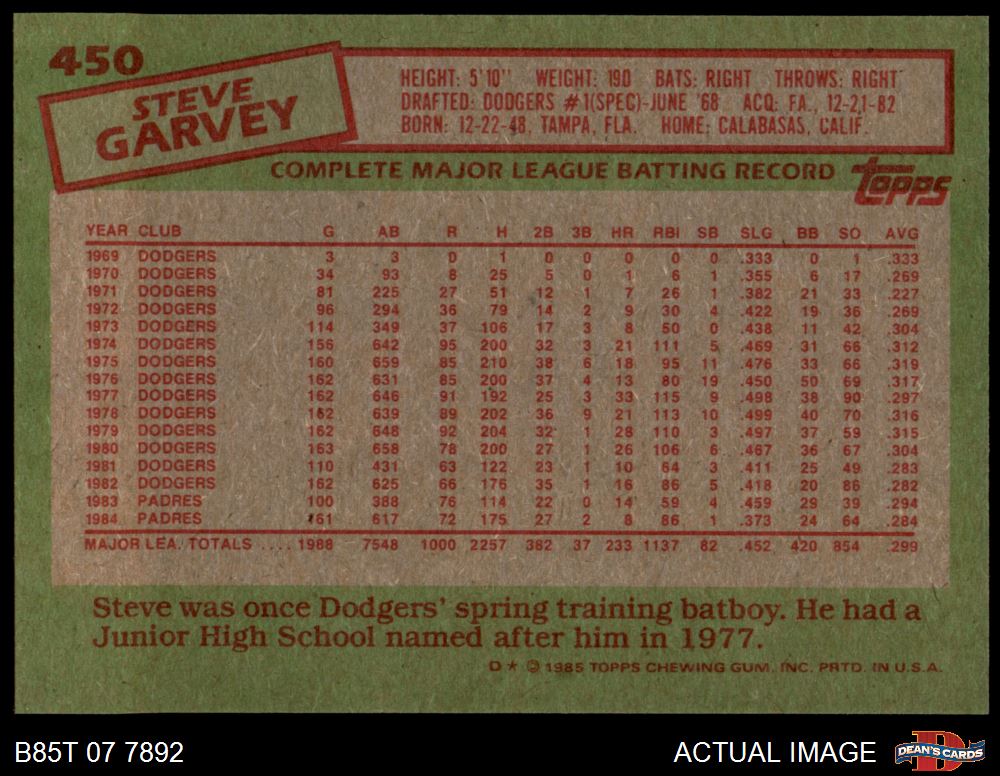 450
STEVE
GARVEY
HEIGHT: 5'10" WEIGHT: 190 BATS: RIGHT THROWS: RIGHT
DRAFTED: DODGERS #1(SPEC)-JUNE '68 ACQ: FA., 12-21-82
BORN: 12-22-48, TAMPA, FLA. HOME: CALABASAS, CALIF.
COMPLETE MAJOR LEAGUE BATTING RECORD topps
YEAR CLUB G AB R H 2B 3B HR RBI SB SLG BB SO AVG
1969 DODGERS 3 3 0 1 0 0 0 0 0 .333 0 1 .333
1970 DODGERS 34 93 8 25 5 0 1 6 1 .355 6 17 .269
1971 DODGERS 81 225 27 51 12 1 7 26 1 .382 21 33 .227
1972 DODGERS 96 294 36 79 14 2 9 30 4 .422 19 36 .269
1973 DODGERS 114 349 37 106 17 3 8 50 0 .438 11 42 .304
1974 DODGERS 156 642 95 200 32 3 21 111 5 .469 31 66 .312
1975 DODGERS 160 659 85 210 38 6 18 95 11 .476 33 66 .319
1976 DODGERS 162 631 85 200 37 4 13 80 19 .450 50 69 .317
1977 DODGERS 162 646 91 192 25 3 33 115 9 .498 38 90 .297
1978 DODGERS 162 639 89 202 36 9 21 113 10 .499 40 70 .316
1979 DODGERS 162 648 92 204 32 1 28 110 3 .497 37 59 .315
1980 DODGERS 163 658 78 200 27 1 26 106 6 .467 36 67 .304
1981 DODGERS 110 431 63 122 23 1 10 64 3 .411 25 49 .283
1982 DODGERS 162 625 66 176 35 1 16 86 5 .418 20 86 .282
1983 PADRES 100 388 76 114 22 0 14 59 4 .459 29 39 .294
1984 PADRES 161 617 72 175 27 2 8 86 1 .373 24 64 .284
MAJOR LEA. TOTALS .... 1988 7548 1000 2257 382 37 233 1137 82 .452 420 854 .299
Steve was once Dodgers' spring training batboy. He had a
Junior High School named after him in 1977.
D ★ © 1985 TOPPS CHEWING GUM, INC. PRTD. IN U.S.A.
B85T 07 7892 ACTUAL IMAGE D DEAN'S CARDS